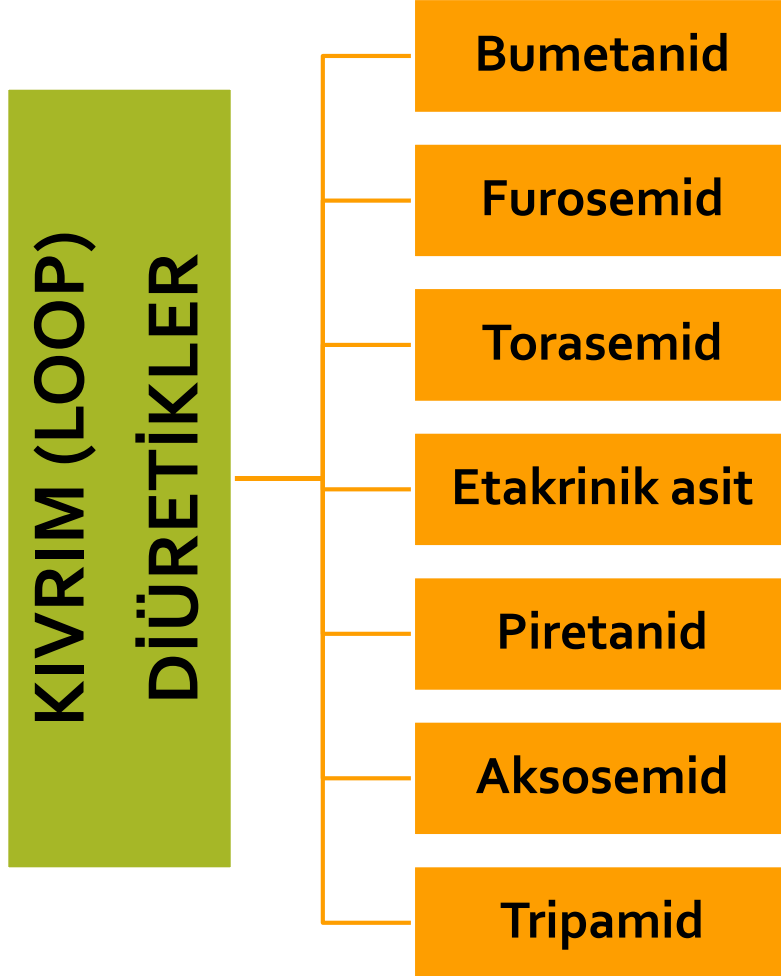 KIVRIM (LOOP)
DİÜRETİKLER
Bumetanid
Furosemid
Torasemid
Etakrinik asit
Piretanid
Aksosemid
Tripamid